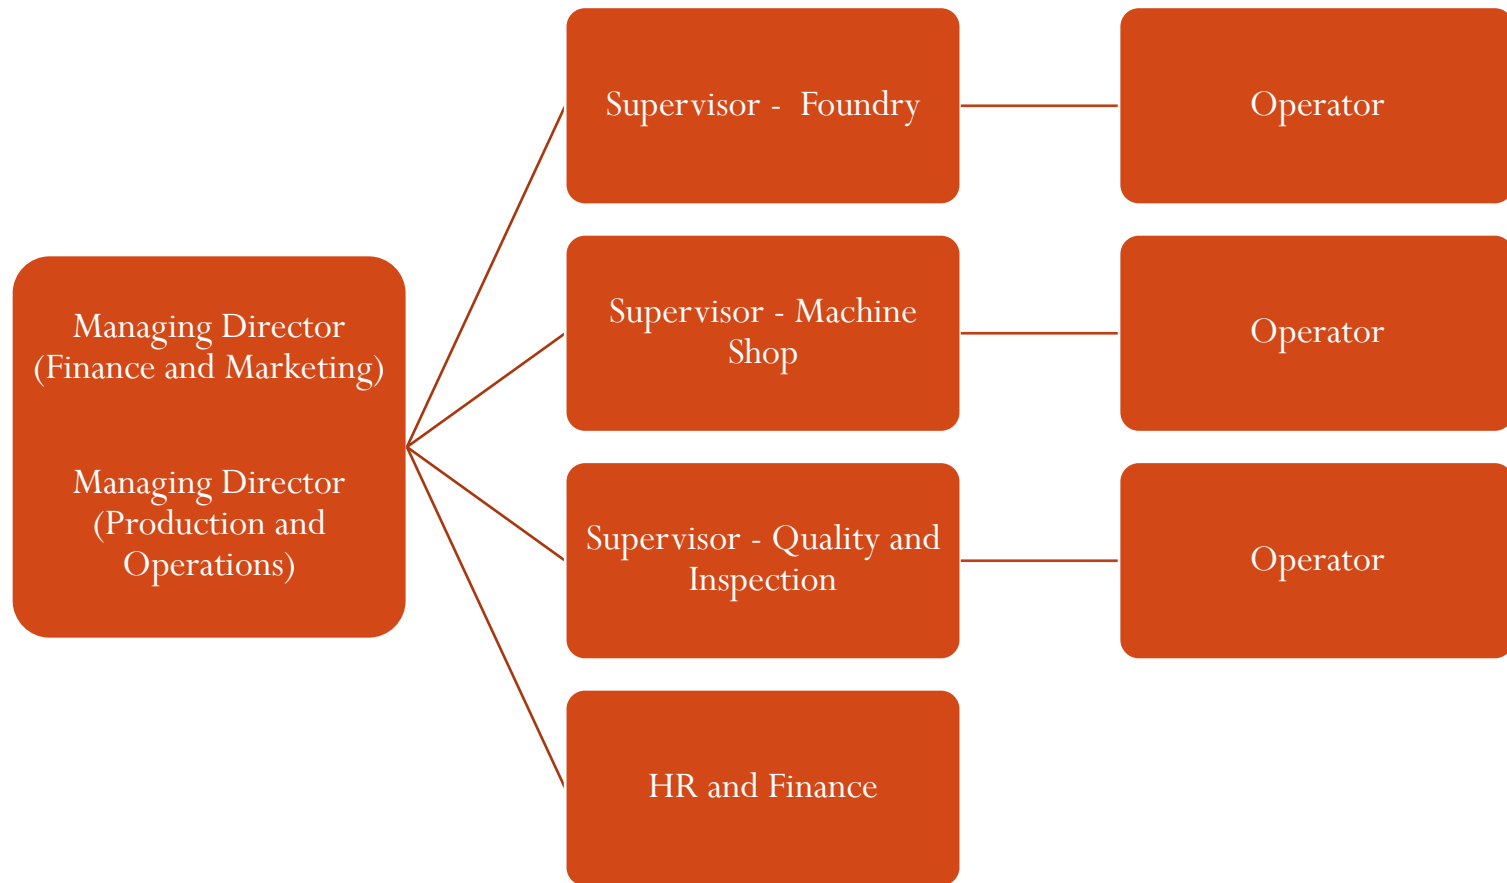 Managing Director
(Finance and Marketing)
Managing Director
(Production and
Operations)
Supervisor -  Foundry
Operator
Supervisor - Machine
Shop
Operator
Supervisor - Quality and
Inspection
Operator
HR and Finance